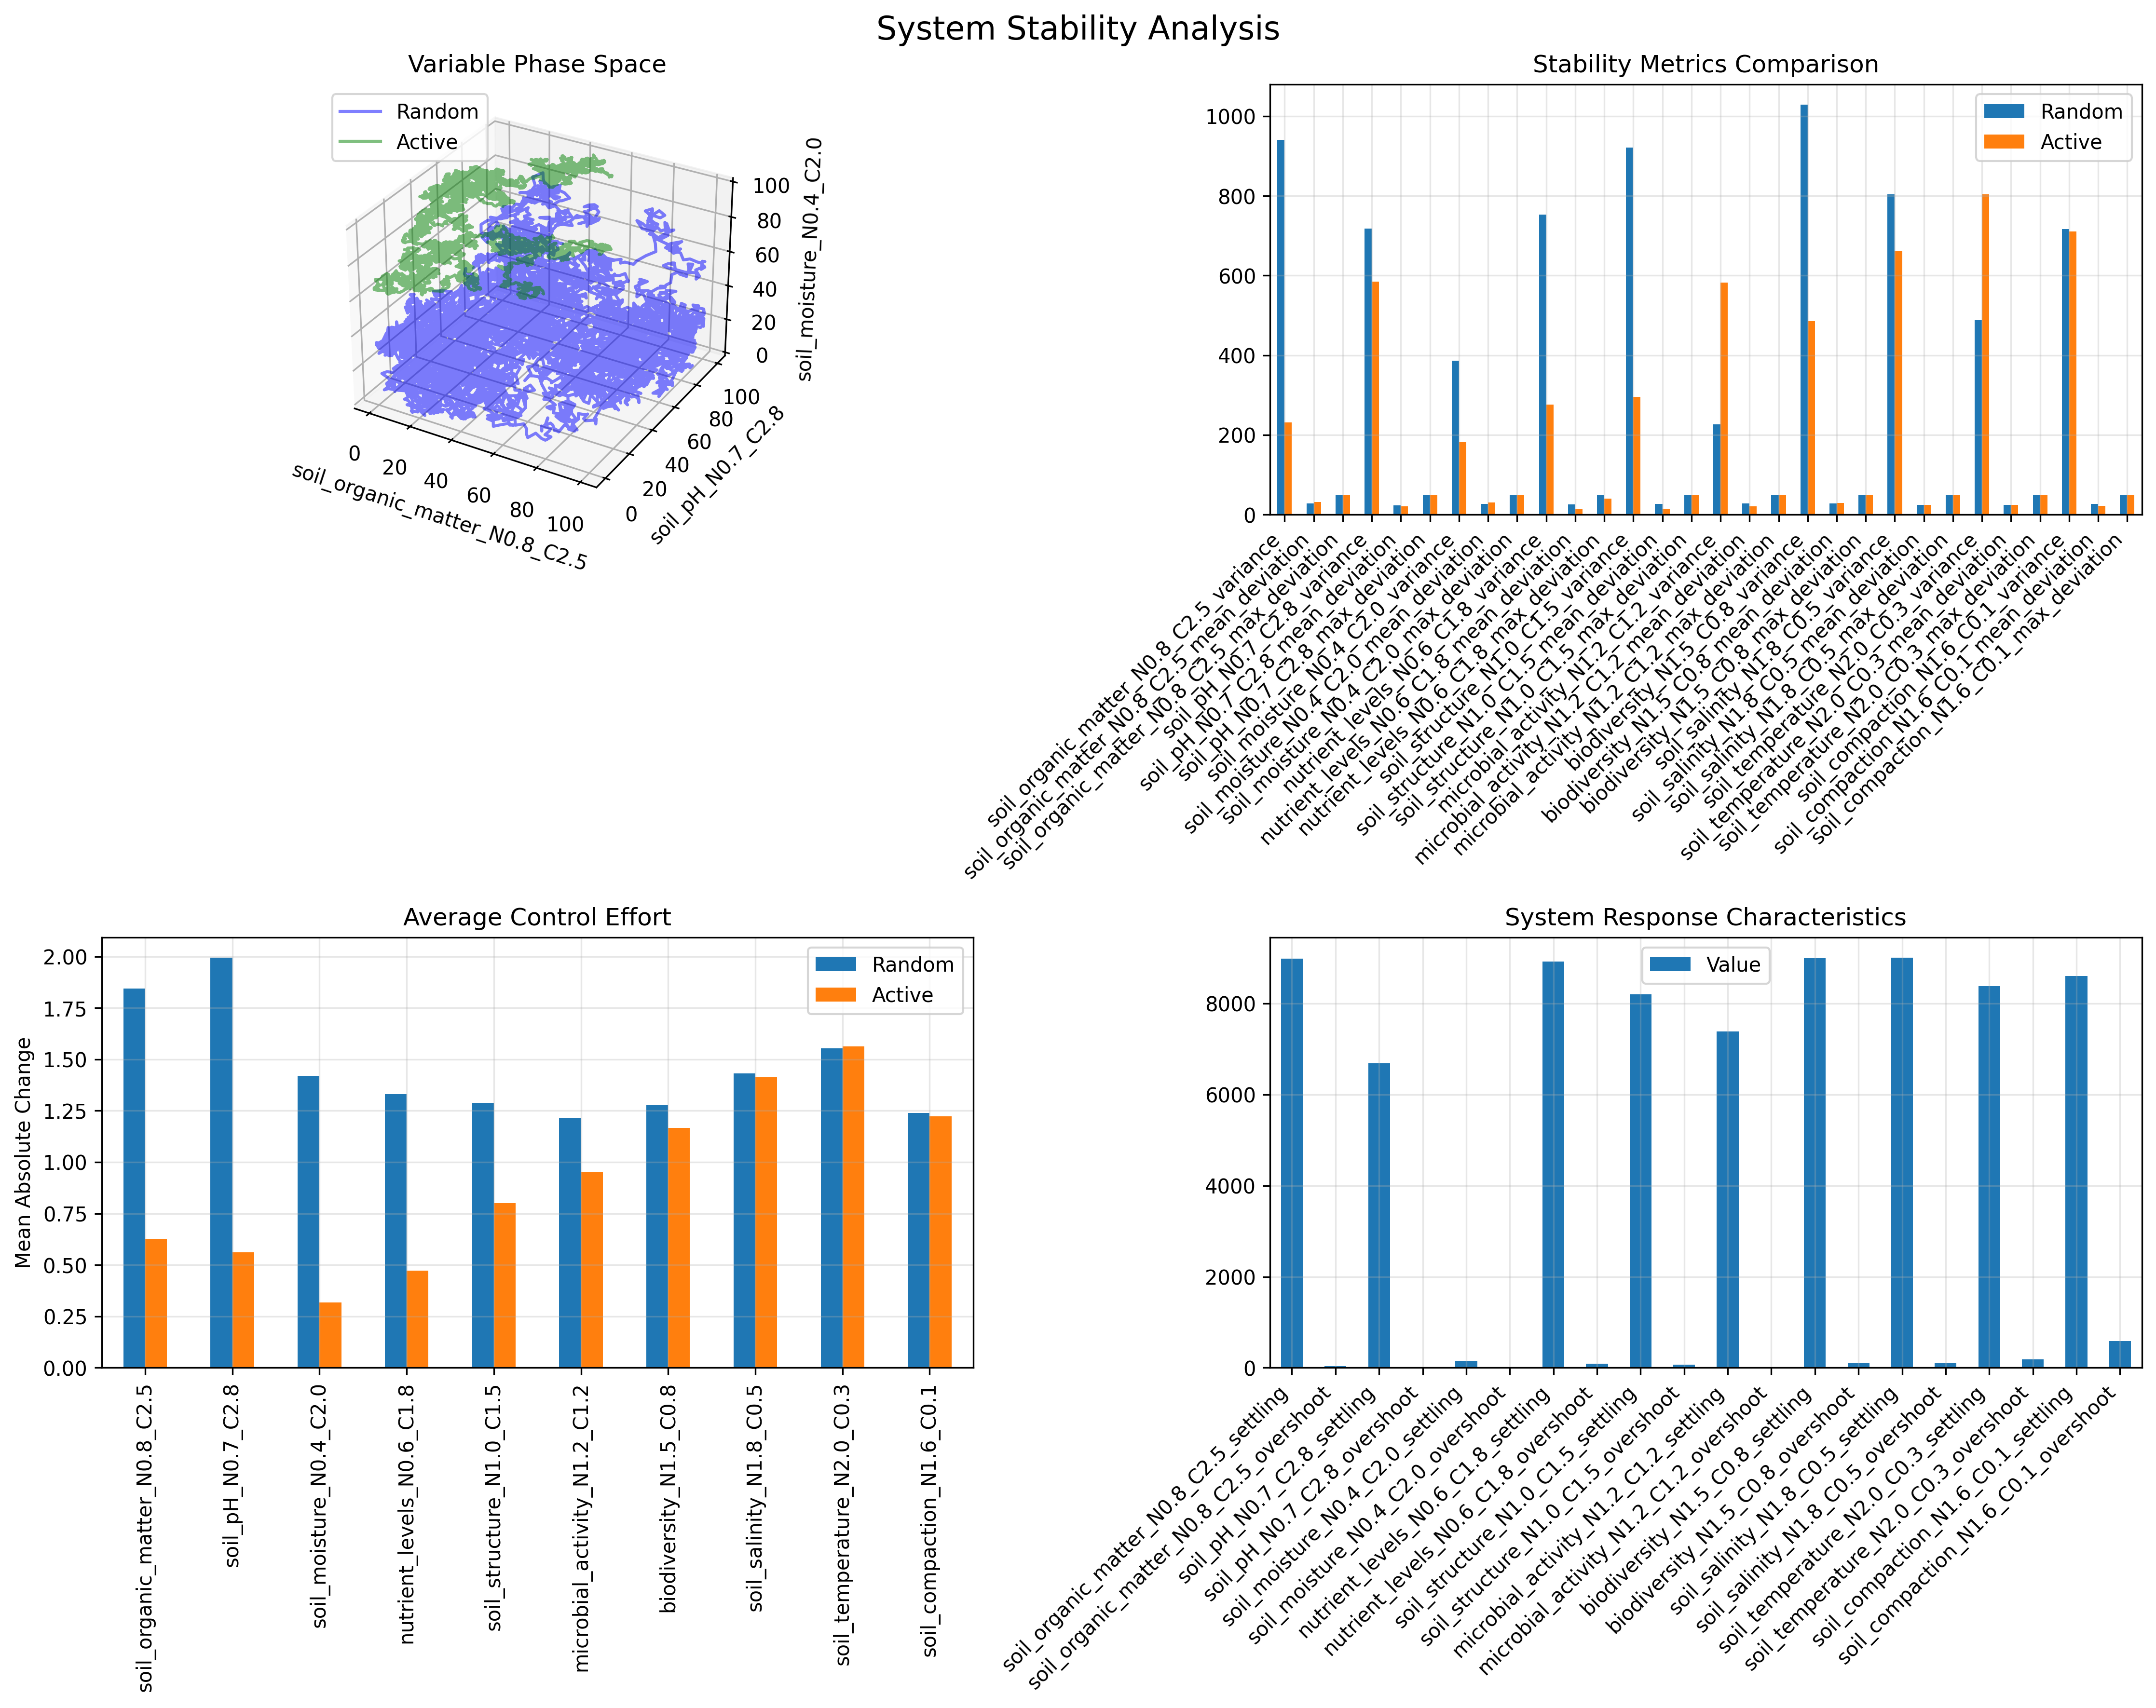 System Stability Analysis
Variable Phase Space
Random
Active
0
20
40
60
80
100
soil_organic_matter_N0.8_C2.5
0
20
40
60
80
100
soil_pH_N0.7_C2.8
0
20
40
60
80
100
soil_moisture_N0.4_C2.0
Stability Metrics Comparison
Random
Active
1000
800
600
400
200
0
soil_organic_matter_N0.8_C2.5_variance
soil_organic_matter_N0.8_C2.5_mean_deviation
soil_organic_matter_N0.8_C2.5_max_deviation
soil_pH_N0.7_C2.8_variance
soil_pH_N0.7_C2.8_mean_deviation
soil_pH_N0.7_C2.8_max_deviation
soil_moisture_N0.4_C2.0_variance
soil_moisture_N0.4_C2.0_mean_deviation
soil_moisture_N0.4_C2.0_max_deviation
nutrient_levels_N0.6_C1.8_variance
nutrient_levels_N0.6_C1.8_mean_deviation
nutrient_levels_N0.6_C1.8_max_deviation
soil_structure_N1.0_C1.5_variance
soil_structure_N1.0_C1.5_mean_deviation
soil_structure_N1.0_C1.5_max_deviation
microbial_activity_N1.2_C1.2_variance
microbial_activity_N1.2_C1.2_mean_deviation
microbial_activity_N1.2_C1.2_max_deviation
biodiversity_N1.5_C0.8_variance
biodiversity_N1.5_C0.8_mean_deviation
biodiversity_N1.5_C0.8_max_deviation
soil_salinity_N1.8_C0.5_variance
soil_salinity_N1.8_C0.5_mean_deviation
soil_salinity_N1.8_C0.5_max_deviation
soil_temperature_N2.0_C0.3_variance
soil_temperature_N2.0_C0.3_mean_deviation
soil_temperature_N2.0_C0.3_max_deviation
soil_compaction_N1.6_C0.1_variance
soil_compaction_N1.6_C0.1_mean_deviation
soil_compaction_N1.6_C0.1_max_deviation
Average Control Effort
Random
Active
Mean Absolute Change
2.00
1.75
1.50
1.25
1.00
0.75
0.50
0.25
0.00
soil_organic_matter_N0.8_C2.5
soil_pH_N0.7_C2.8
soil_moisture_N0.4_C2.0
nutrient_levels_N0.6_C1.8
soil_structure_N1.0_C1.5
microbial_activity_N1.2_C1.2
biodiversity_N1.5_C0.8
soil_salinity_N1.8_C0.5
soil_temperature_N2.0_C0.3
soil_compaction_N1.6_C0.1
System Response Characteristics
Value
8000
6000
4000
2000
0
soil_organic_matter_N0.8_C2.5_settling
soil_organic_matter_N0.8_C2.5_overshoot
soil_pH_N0.7_C2.8_settling
soil_pH_N0.7_C2.8_overshoot
soil_moisture_N0.4_C2.0_settling
soil_moisture_N0.4_C2.0_overshoot
nutrient_levels_N0.6_C1.8_settling
nutrient_levels_N0.6_C1.8_overshoot
soil_structure_N1.0_C1.5_settling
soil_structure_N1.0_C1.5_overshoot
microbial_activity_N1.2_C1.2_settling
microbial_activity_N1.2_C1.2_overshoot
biodiversity_N1.5_C0.8_settling
biodiversity_N1.5_C0.8_overshoot
soil_salinity_N1.8_C0.5_settling
soil_salinity_N1.8_C0.5_overshoot
soil_temperature_N2.0_C0.3_settling
soil_temperature_N2.0_C0.3_overshoot
soil_compaction_N1.6_C0.1_settling
soil_compaction_N1.6_C0.1_overshoot